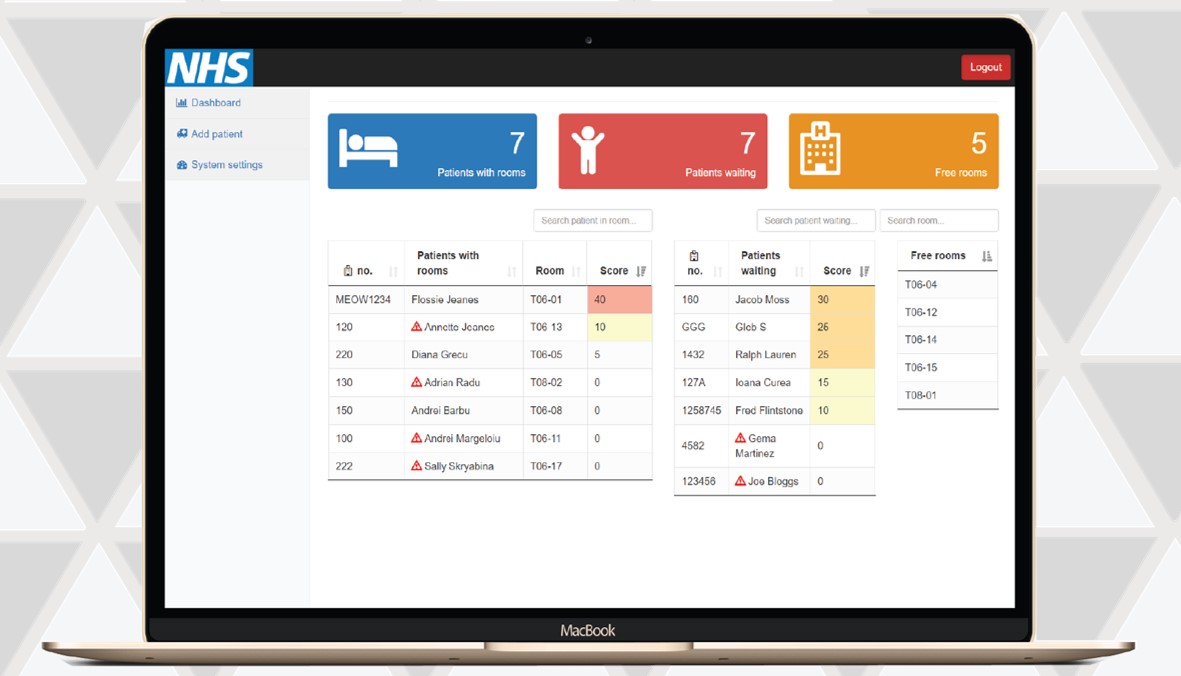 NHS
Logout
Dashboard
Add patient
System settings
7
Patients with rooms
7
Patients waiting
5
Free rooms
Search patient in room...
Search patient waiting...
Search room...
no. Patients with rooms Room Score
MEOW1234 Flossie Jeanes T06-01 40
120 Annette Jeanes T06-13 10
220 Diana Grecu T06-05 5
130 Adrian Radu T08-02 0
150 Andrei Barbu T06-08 0
100 Andrei Margeloiu T06-11 0
222 Sally Skryabina T06-17 0
no. Patients waiting Score
160 Jacob Moss 30
GGG Gleb S 26
1432 Ralph Lauren 25
127A Ioana Curea 15
1258745 Fred Flintstone 10
4582 Gema Martinez 0
123456 Joe Bloggs 0
Free rooms
T06-04
T06-12
T06-14
T06-15
T08-01
MacBook